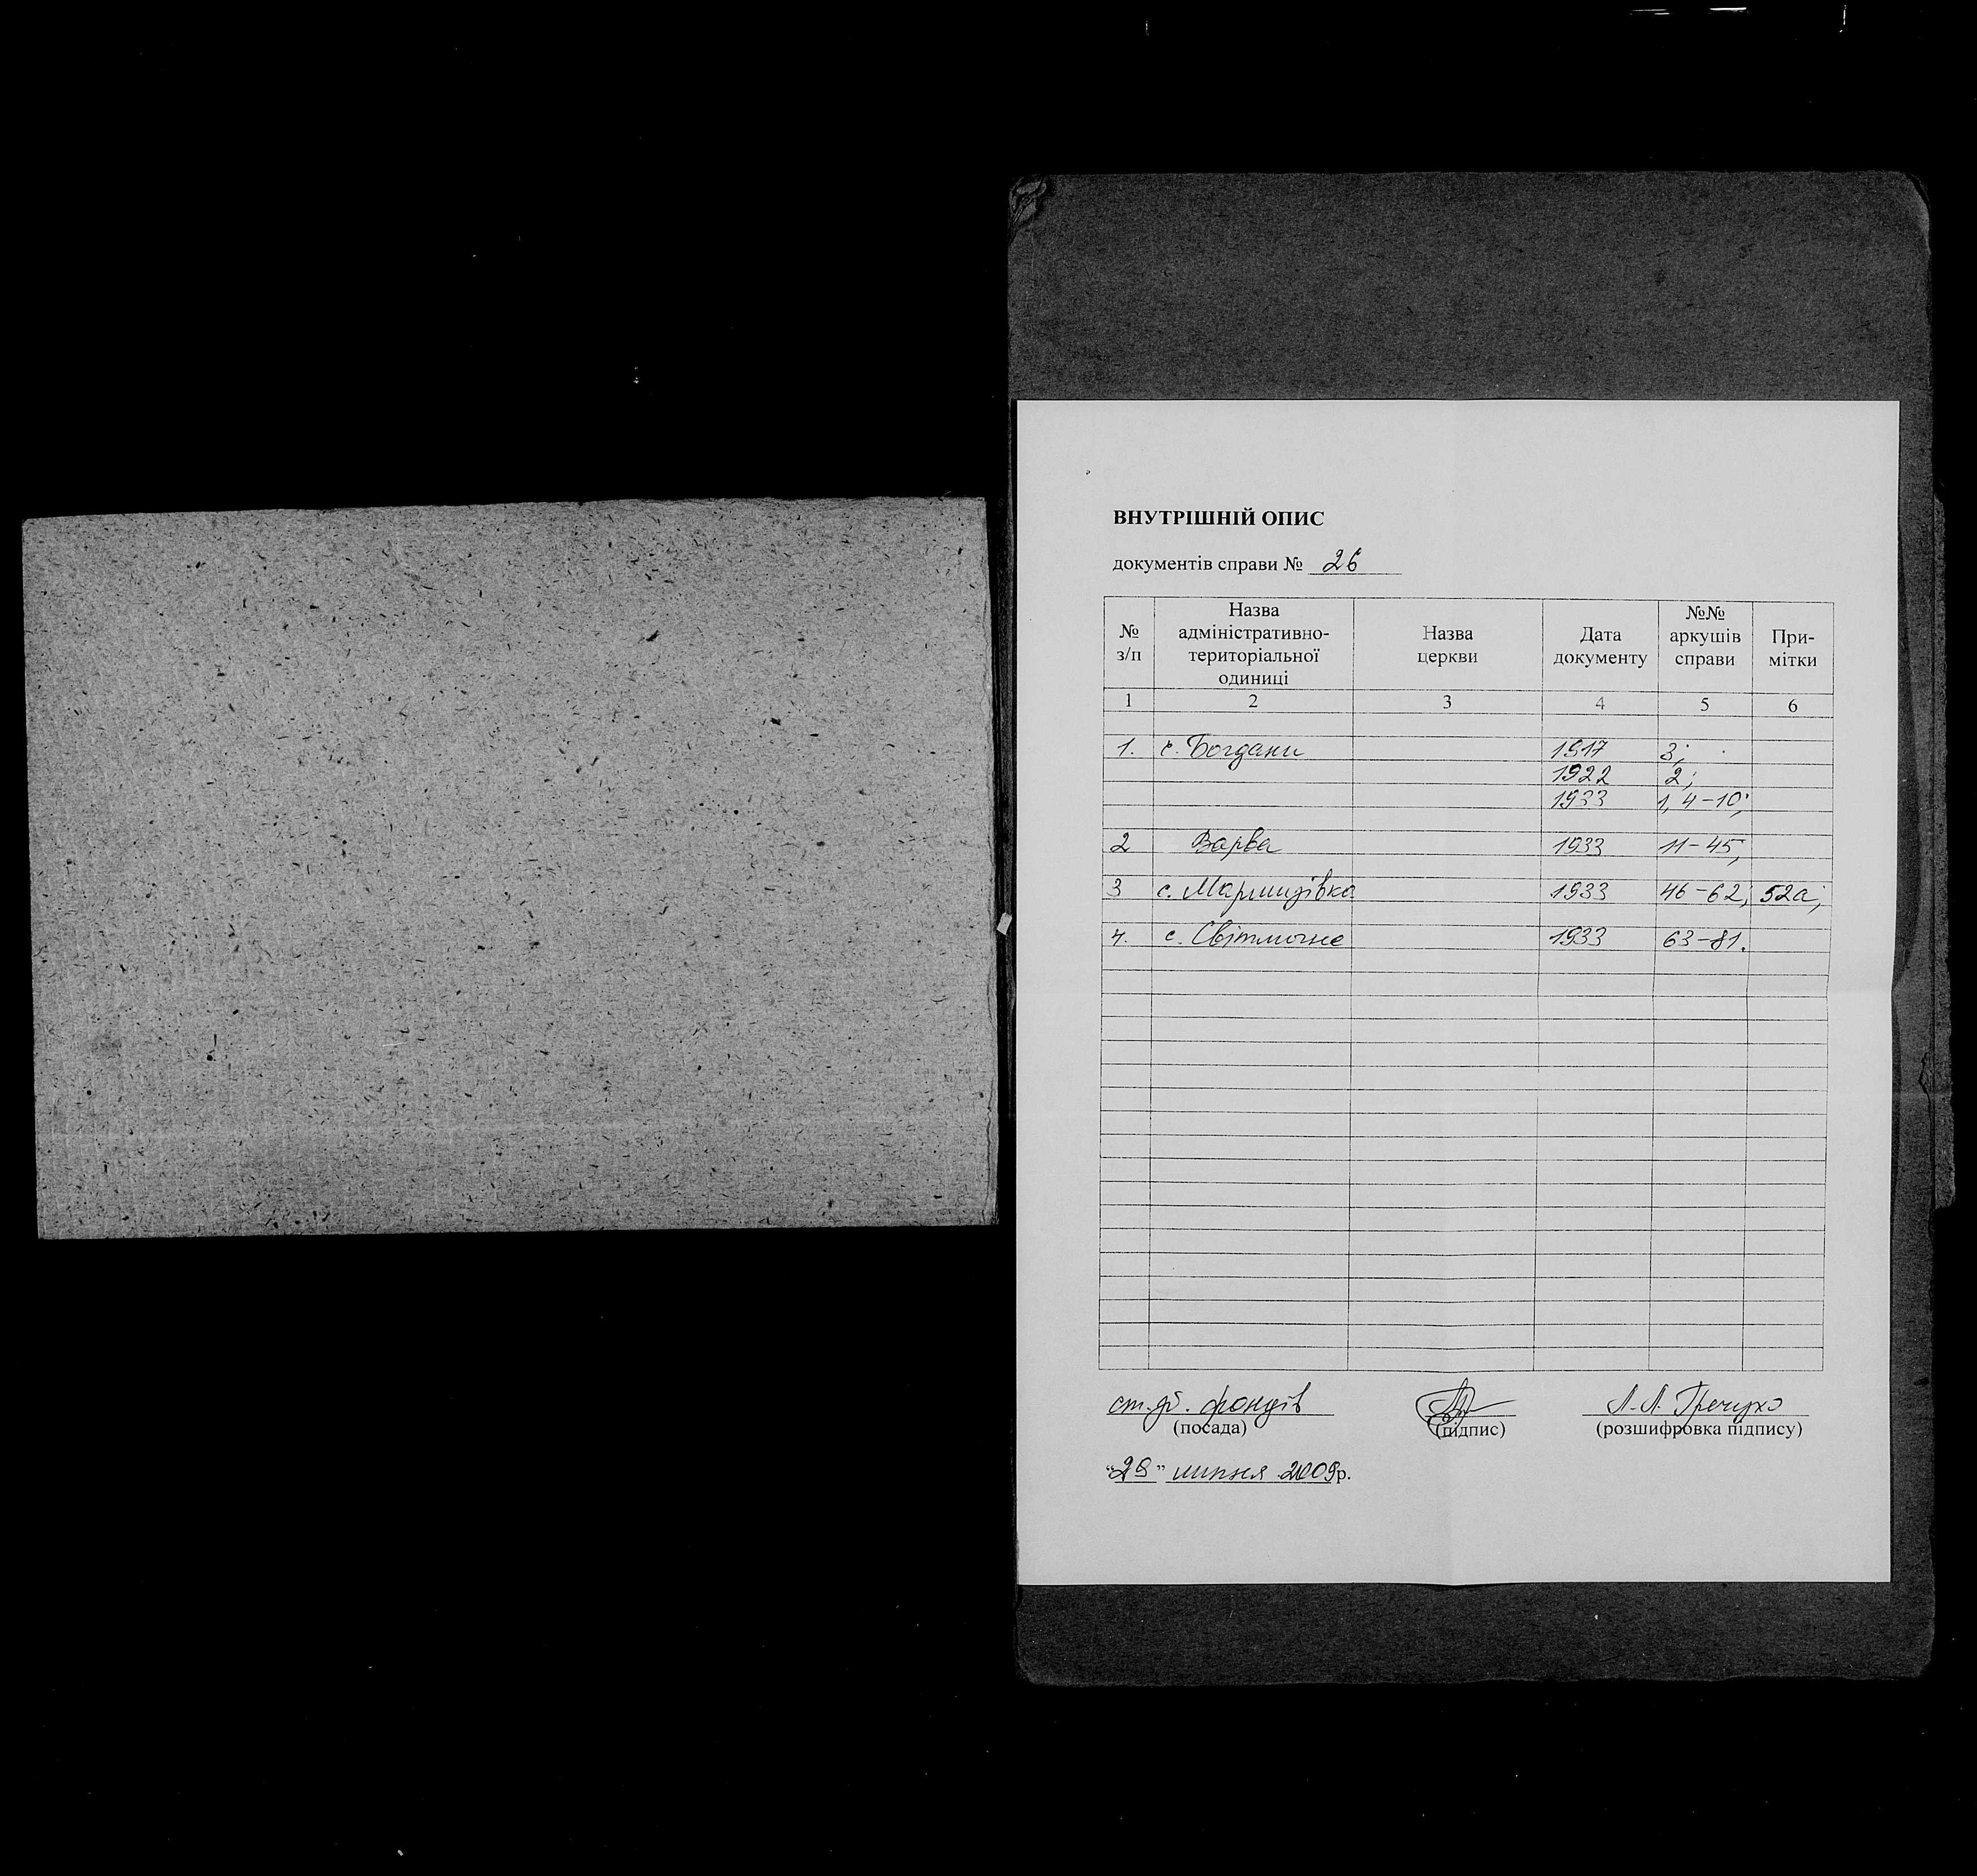 ВНУТРІШНІЙ ОПИС
документів справи № 26
№ з/п | Назва адміністративно-територіальної одиниці | Назва церкви | Дата документу | №№ аркушів справи | При-мітки
1 2 3 4 5 6
1. с. Богдани 1917 3;
1922 2;
1933 1, 4-10;
2 Варва 1933 11-45;
3 с. Мармизівка 1933 46-62; 52а;
4. с. Світличне 1933 63-81.
ст. фондів Л.Л.
(посада) (підпис) (розшифровка підпису)
"29" липня 2009р.